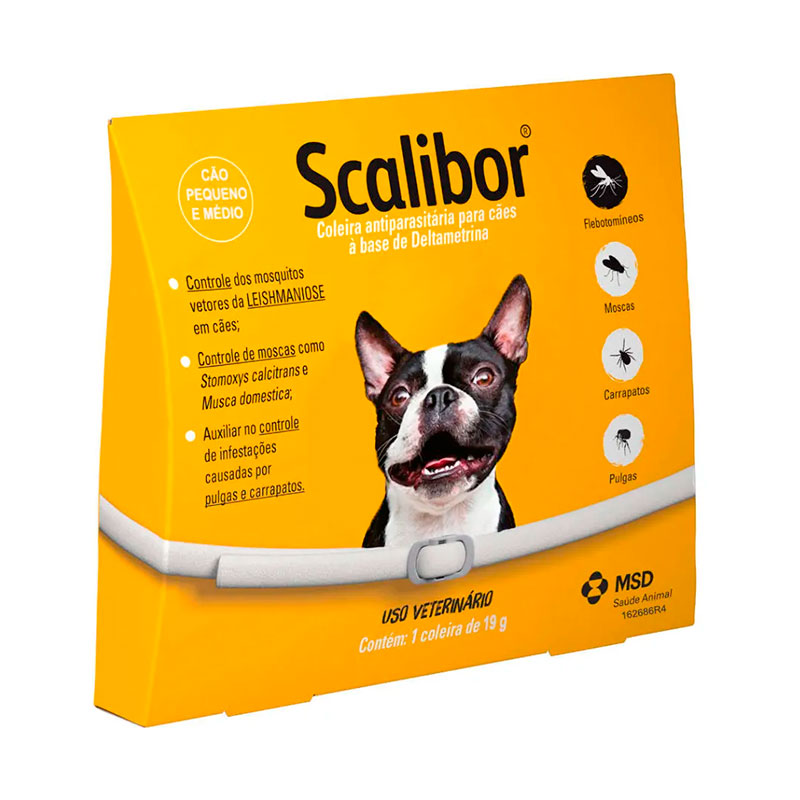 Scalibor®
Coleira antiparasitária para cães
à base de Deltametrina
CÃO
PEQUENO
E MÉDIO
Controle dos mosquitos
vetores da LEISHMANIOSE
em cães;
Controle de moscas como
Stomoxys calcitrans e
Musca domestica;
Auxiliar no controle
de infestações
causadas por
pulgas e carrapatos.
Flebotomíneos
Moscas
Carrapatos
Pulgas
USO VETERINÁRIO
Contém: 1 coleira de 19 g
MSD
Saúde Animal
162686R4